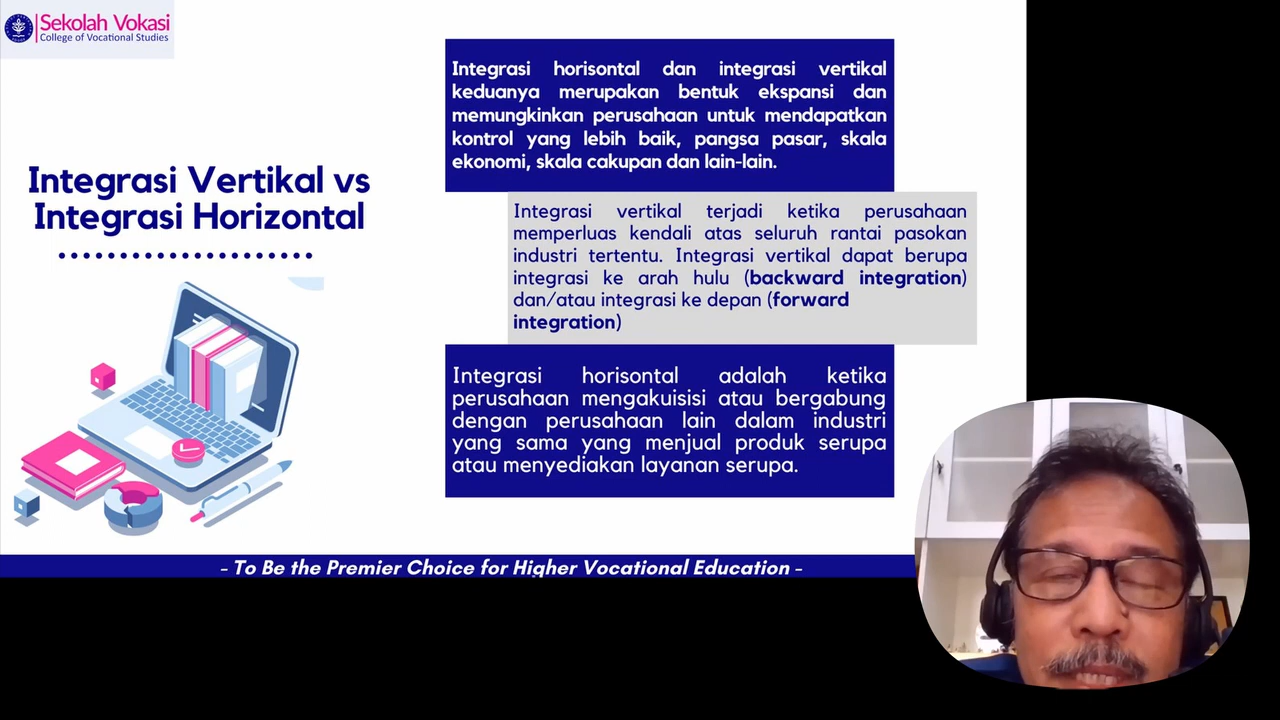 Sekolah Vokasi
College of Vocational Studies
Integrasi Vertikal vs
Integrasi Horizontal
Integrasi horisontal dan integrasi vertikal
keduanya merupakan bentuk ekspansi dan
memungkinkan perusahaan untuk mendapatkan
kontrol yang lebih baik, pangsa pasar, skala
ekonomi, skala cakupan dan lain-lain.
Integrasi vertikal terjadi ketika perusahaan
memperluas kendali atas seluruh rantai pasokan
industri tertentu. Integrasi vertikal dapat berupa
integrasi ke arah hulu (backward integration)
dan/atau integrasi ke depan (forward
integration)
Integrasi horisontal adalah ketika
perusahaan mengakuisisi atau bergabung
dengan perusahaan lain dalam industri
yang sama yang menjual produk serupa
atau menyediakan layanan serupa.
- To Be the Premier Choice for Higher Vocational Education -